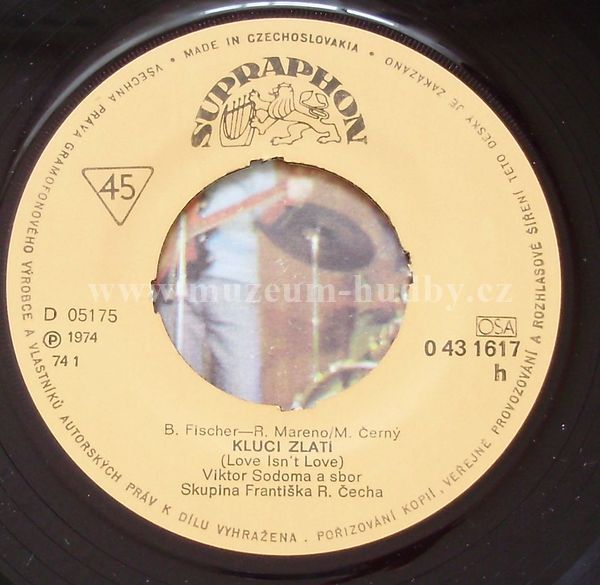 VŠECHNA PRÁVA GRAMOFONOVÉHO VÝROBCE A VLASTNÍKŮ AUTORSKÝCH PRÁV K DÍLU VYHRAŽENA. POŘIZOVÁNÍ KOPIÍ, VEŘEJNÉ PROVOZOVÁNÍ A ROZHLASOVÉ ŠÍŘENÍ TÉTO DESKY JE ZAKÁZÁNO
• MADE IN CZECHOSLOVAKIA •
SUPRAPHON
45
www.muzeum-hudby.cz
D 05175
Ⓟ 1974
74 1
OSA
0 43 1617
h
B. Fischer—R. Mareno/M. Černý
KLUCI ZLATÍ
(Love Isn't Love)
Viktor Sodoma a sbor
Skupina Františka R. Čecha